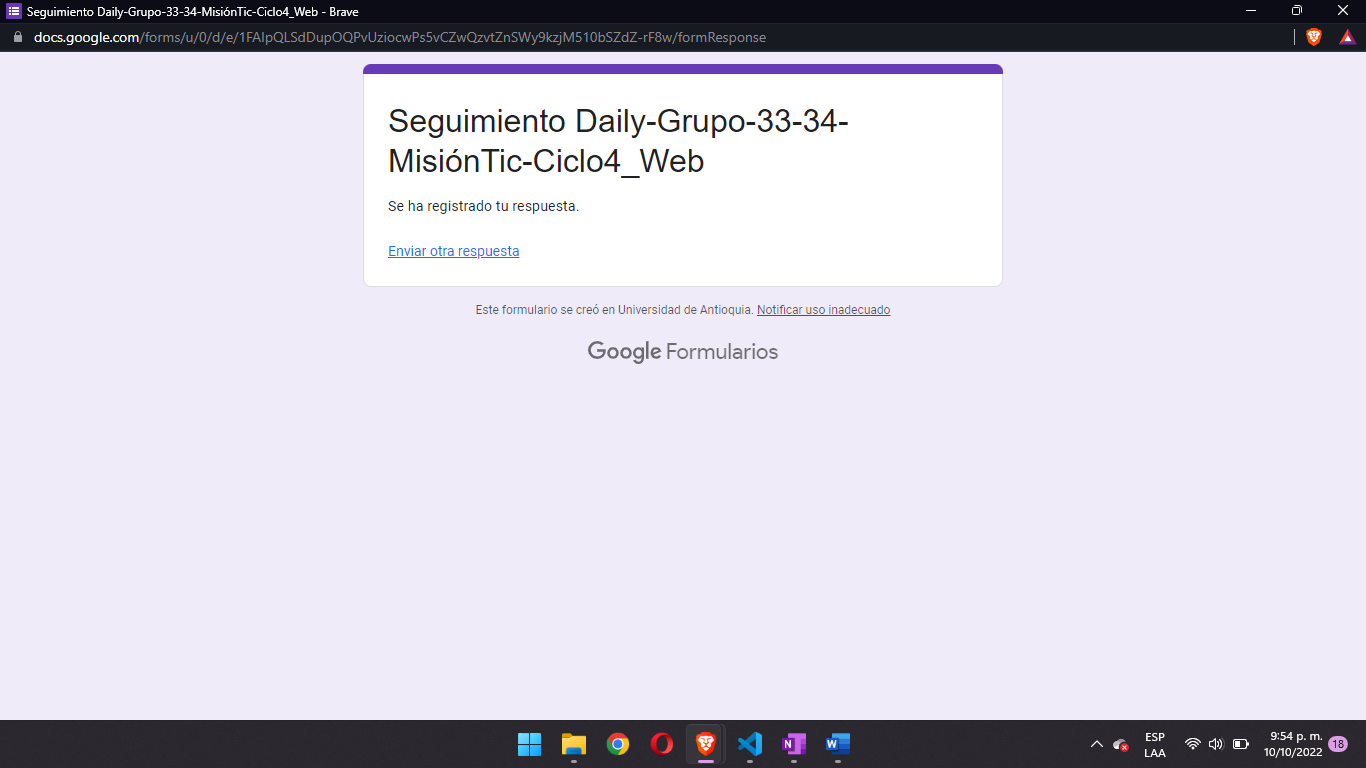 Seguimiento Daily-Grupo-33-34-MisiónTic-Ciclo4_Web - Brave
docs.google.com/forms/u/0/d/e/1FAIpQLSdDupOQPvUziocwPs5vCZwQzvtZnSWy9kzjM510bSZdZ-rF8w/formResponse
Seguimiento Daily-Grupo-33-34-
MisiónTic-Ciclo4_Web
Se ha registrado tu respuesta.
Enviar otra respuesta
Este formulario se creó en Universidad de Antioquia. Notificar uso inadecuado
Google Formularios
ESP
LAA
9:54 p. m.
10/10/2022
18